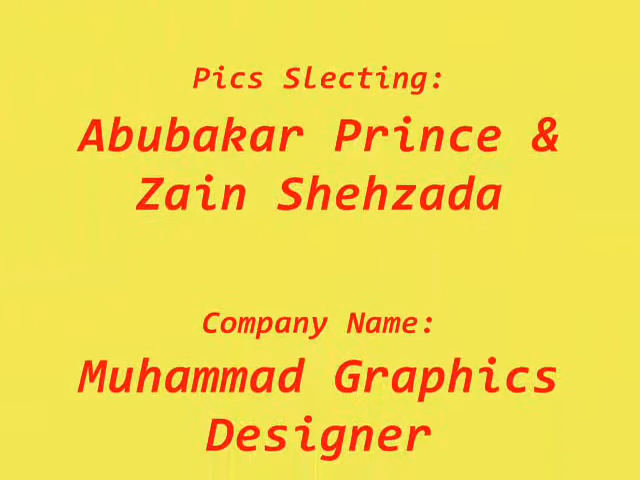 Pics Slecting:
Abubakar Prince &
Zain Shehzada
Company Name:
Muhammad Graphics
Designer